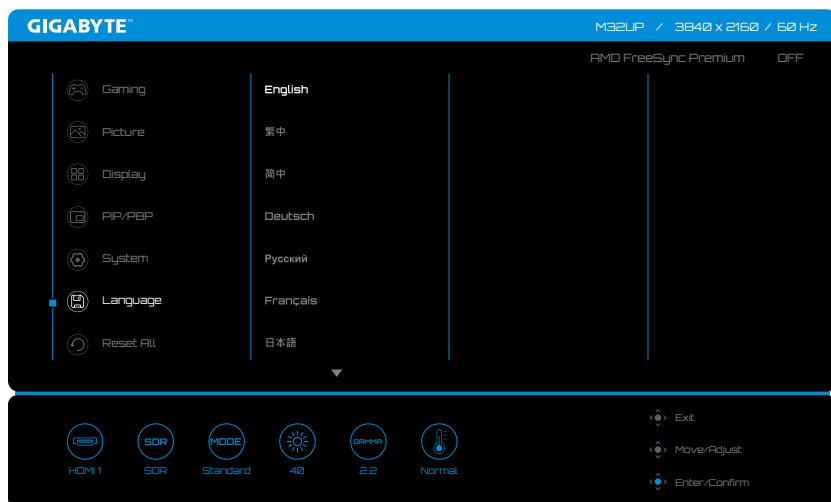 GIGABYTE™
M32UP / 3840 x 2160 / 60 Hz
AMD FreeSync Premium OFF
Gaming
Picture
Display
PIP/PBP
System
Language
Reset All
English
繁中
简中
Deutsch
Русский
Français
日本語
HDMI 1
SDR
SDR
MODE
Standard
40
GAMMA
2.2
Normal
Exit
Move/Adjust
Enter/Confirm